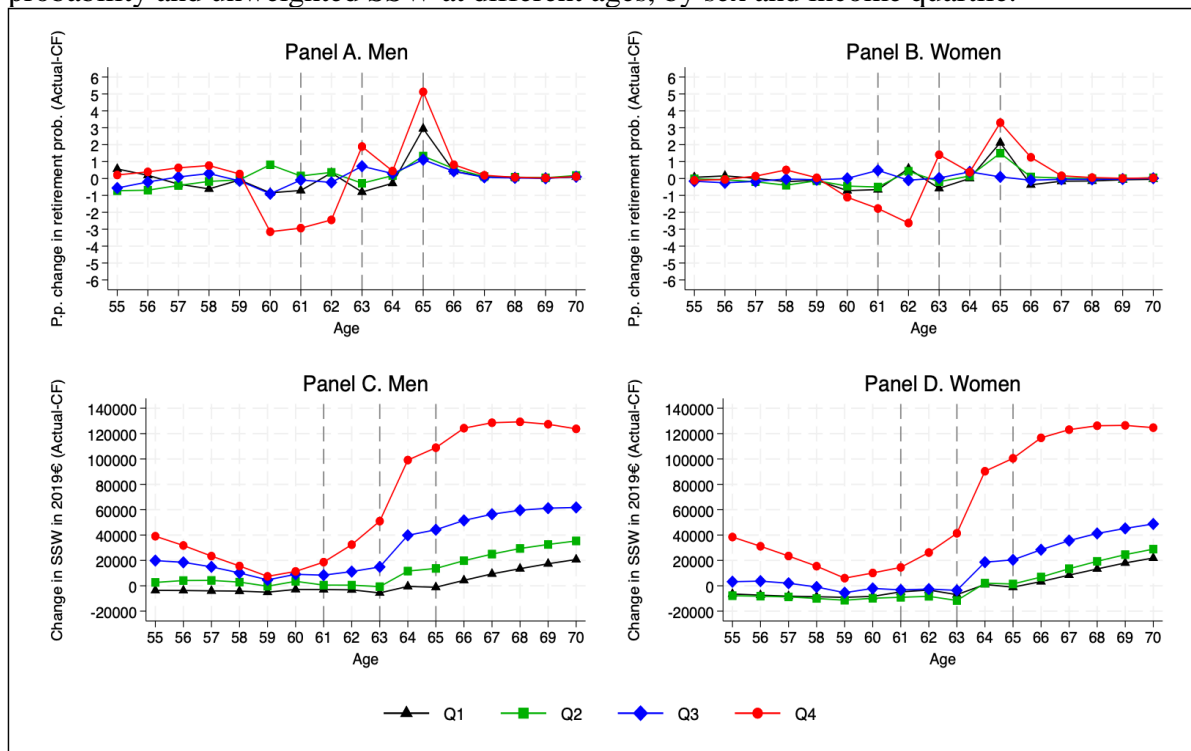 probability and unweighted SSW at different ages, by sex and income quartile.
Panel A. Men
P.p. change in retirement prob. (Actual-CF)
6
5
4
3
2
1
0
-1
-2
-3
-4
-5
-6
55 56 57 58 59 60 61 62 63 64 65 66 67 68 69 70
Age
Panel B. Women
P.p. change in retirement prob. (Actual-CF)
6
5
4
3
2
1
0
-1
-2
-3
-4
-5
-6
55 56 57 58 59 60 61 62 63 64 65 66 67 68 69 70
Age
Panel C. Men
Change in SSW in 2019€ (Actual-CF)
140000
120000
100000
80000
60000
40000
20000
0
-20000
55 56 57 58 59 60 61 62 63 64 65 66 67 68 69 70
Age
Panel D. Women
Change in SSW in 2019€ (Actual-CF)
140000
120000
100000
80000
60000
40000
20000
0
-20000
55 56 57 58 59 60 61 62 63 64 65 66 67 68 69 70
Age
Q1 Q2 Q3 Q4